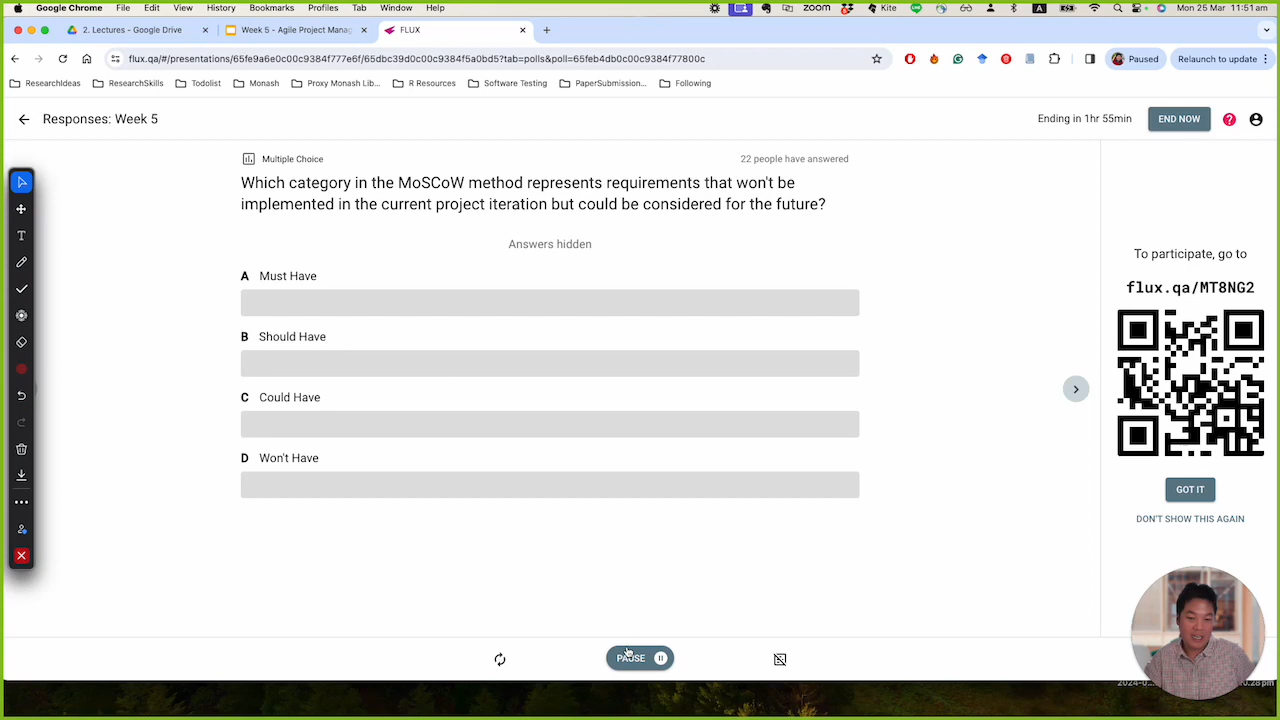 Google Chrome File Edit View History Bookmarks Profiles Tab Window Help zoom Kite A Mon 25 Mar 11:51 am
2. Lectures - Google Drive Week 5 - Agile Project Mana FLUX
flux.qa/#/presentations/65fe9a6e0c00c9384f777e6f/65dbc39d0c00c9384f5a0bd5?tab=polls&poll=65feb4db0c00c9384f77800c Paused Relaunch to update
ResearchIdeas ResearchSkills Todolist Monash Proxy Monash Lib... R Resources Software Testing PaperSubmission... Following
Responses: Week 5 Ending in 1hr 55min END NOW ?
Multiple Choice 22 people have answered
Which category in the MoSCoW method represents requirements that won't be
implemented in the current project iteration but could be considered for the future?
Answers hidden
A Must Have
B Should Have
C Could Have
D Won't Have
To participate, go to
flux.qa/MT8NG2
GOT IT
DON'T SHOW THIS AGAIN
T
PAUSE